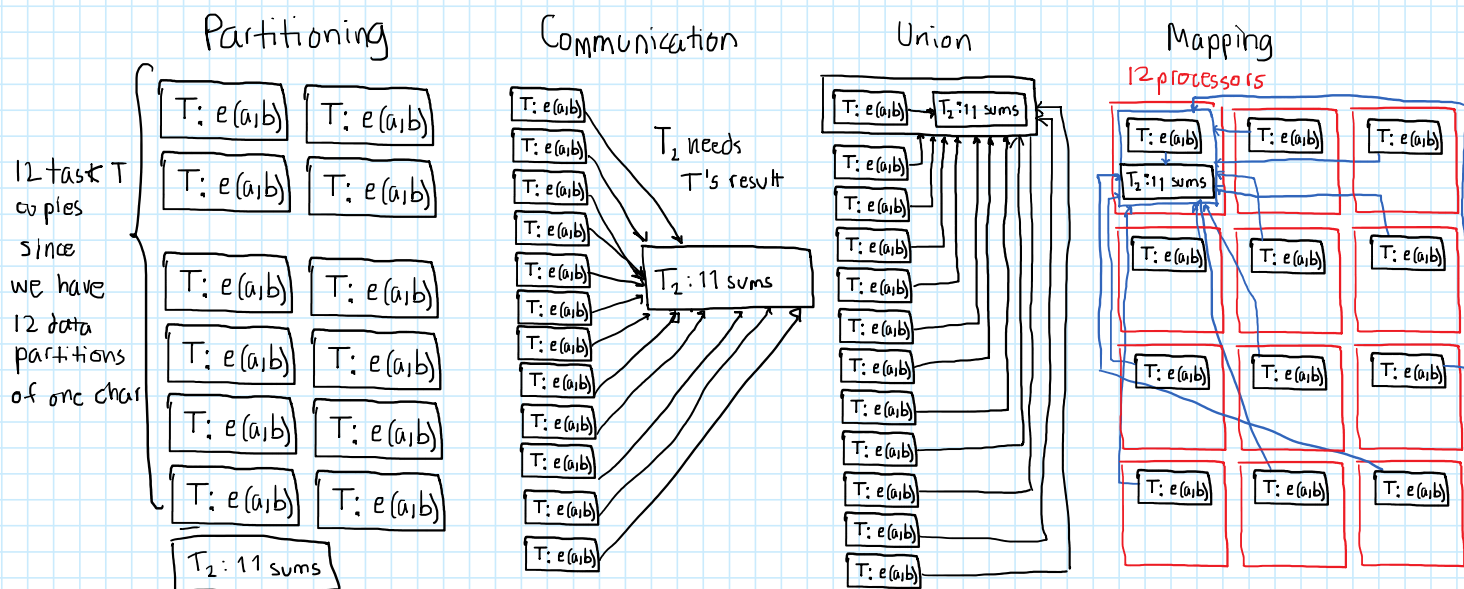 Partitioning
12 task T
copies
since
we have
12 data
partitions
of one char
T: e(a,b) T: e(a,b)
T: e(a,b) T: e(a,b)
T: e(a,b) T: e(a,b)
T: e(a,b) T: e(a,b)
T: e(a,b) T: e(a,b)
T: e(a,b) T: e(a,b)
T₂: 11 sums
Communication
T: e(a,b)
T: e(a,b)
T: e(a,b)
T: e(a,b)
T: e(a,b)
T: e(a,b)
T: e(a,b)
T: e(a,b)
T: e(a,b)
T: e(a,b)
T: e(a,b)
T: e(a,b)
T₂ needs
T's result
T₂: 11 sums
Union
T: e(a,b) T₂: 11 sums
T: e(a,b)
T: e(a,b)
T: e(a,b)
T: e(a,b)
T: e(a,b)
T: e(a,b)
T: e(a,b)
T: e(a,b)
T: e(a,b)
T: e(a,b)
T: e(a,b)
Mapping
12 processors
T: e(a,b) T: e(a,b) T: e(a,b)
T₂: 11 sums
T: e(a,b) T: e(a,b) T: e(a,b)
T: e(a,b) T: e(a,b) T: e(a,b)
T: e(a,b) T: e(a,b) T: e(a,b)